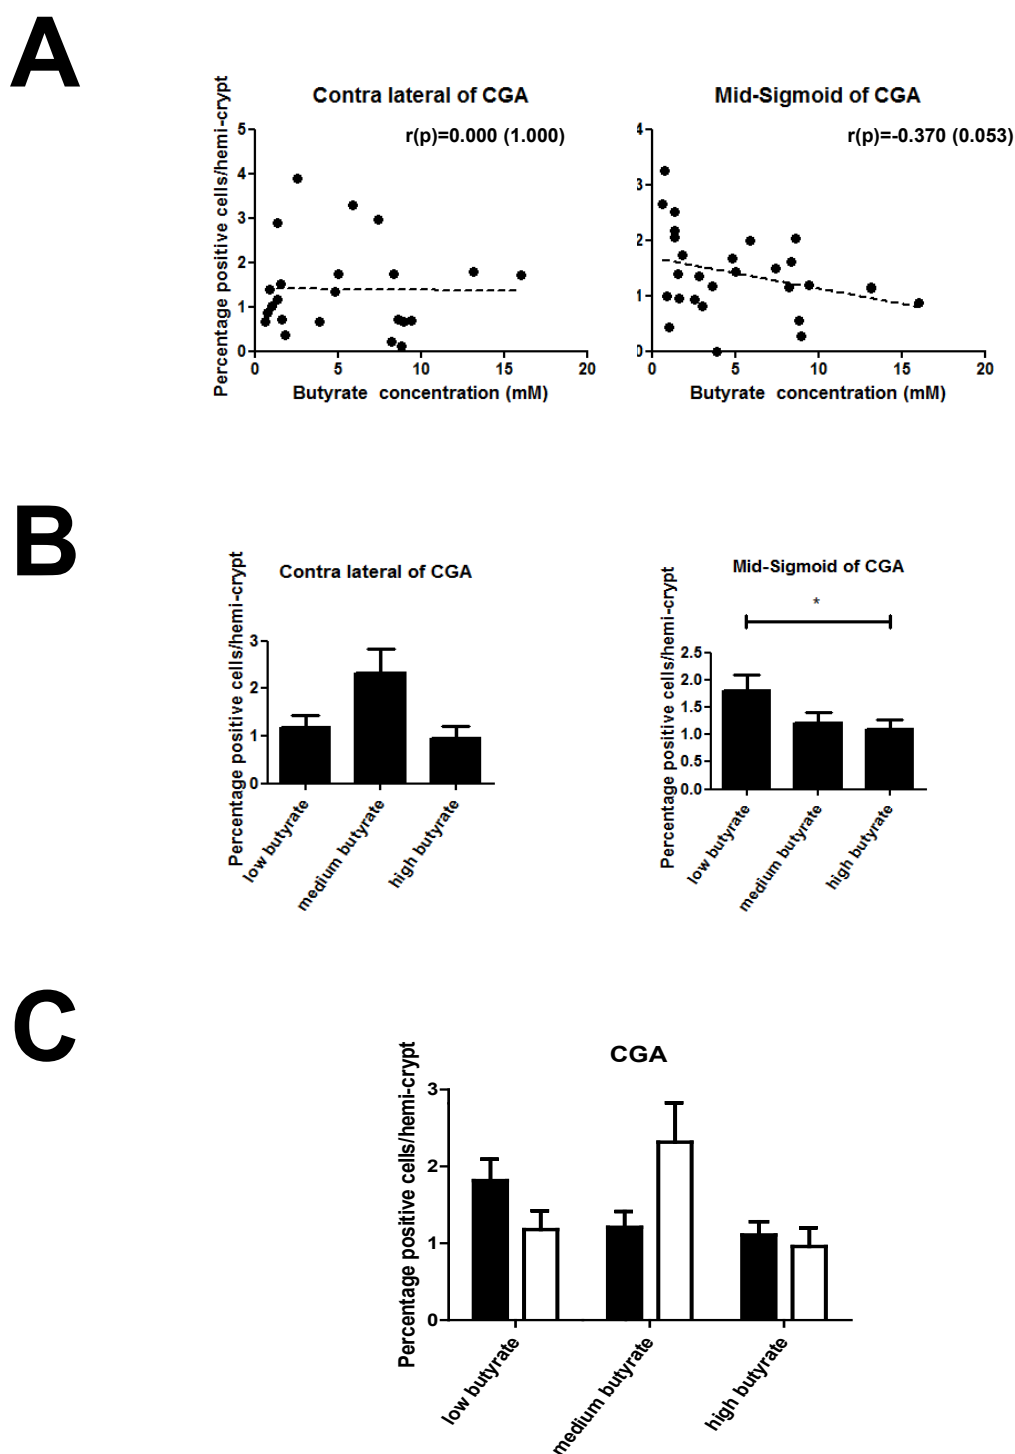 A
Contra lateral of CGA
r(p)=0.000 (1.000)
Percentage positive cells/hemi-crypt
5
4
3
2
1
0
0 5 10 15 20
Butyrate concentration (mM)
Mid-Sigmoid of CGA
r(p)=-0.370 (0.053)
4
3
2
1
0
0 5 10 15 20
Butyrate concentration (mM)
B
Contra lateral of CGA
Percentage positive cells/hemi-crypt
3
2
1
0
low butyrate
medium butyrate
high butyrate
Mid-Sigmoid of CGA
*
Percentage positive cells/hemi-crypt
2.5
2.0
1.5
1.0
0.5
0.0
low butyrate
medium butyrate
high butyrate
C
CGA
Percentage positive cells/hemi-crypt
3
2
1
0
low butyrate
medium butyrate
high butyrate